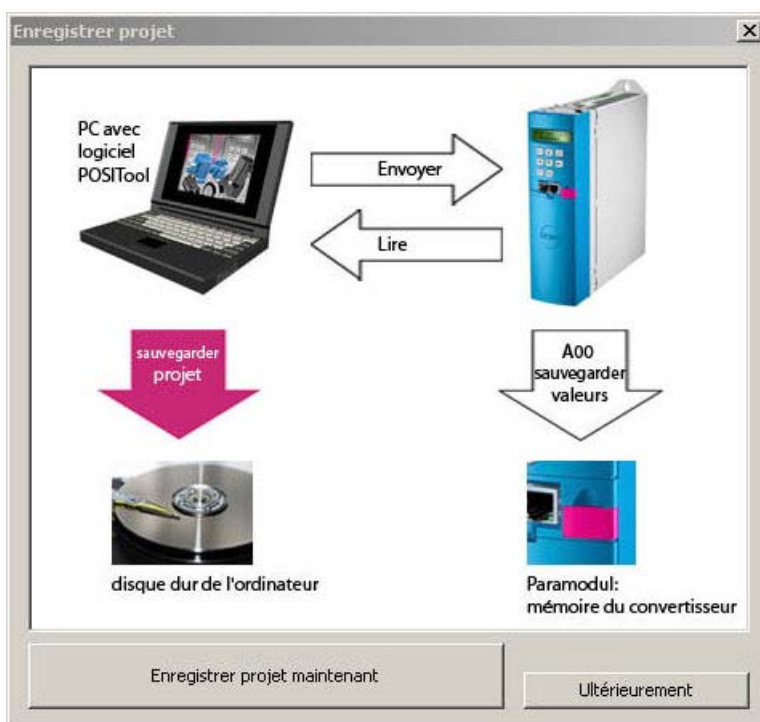 Enregistrer projet
PC avec
logiciel
POSITool
Envoyer
Lire
sauvegarder
projet
A00
sauvegarder
valeurs
disque dur de l'ordinateur
Paramodul:
mémoire du convertisseur
Enregistrer projet maintenant
Ultérieurement